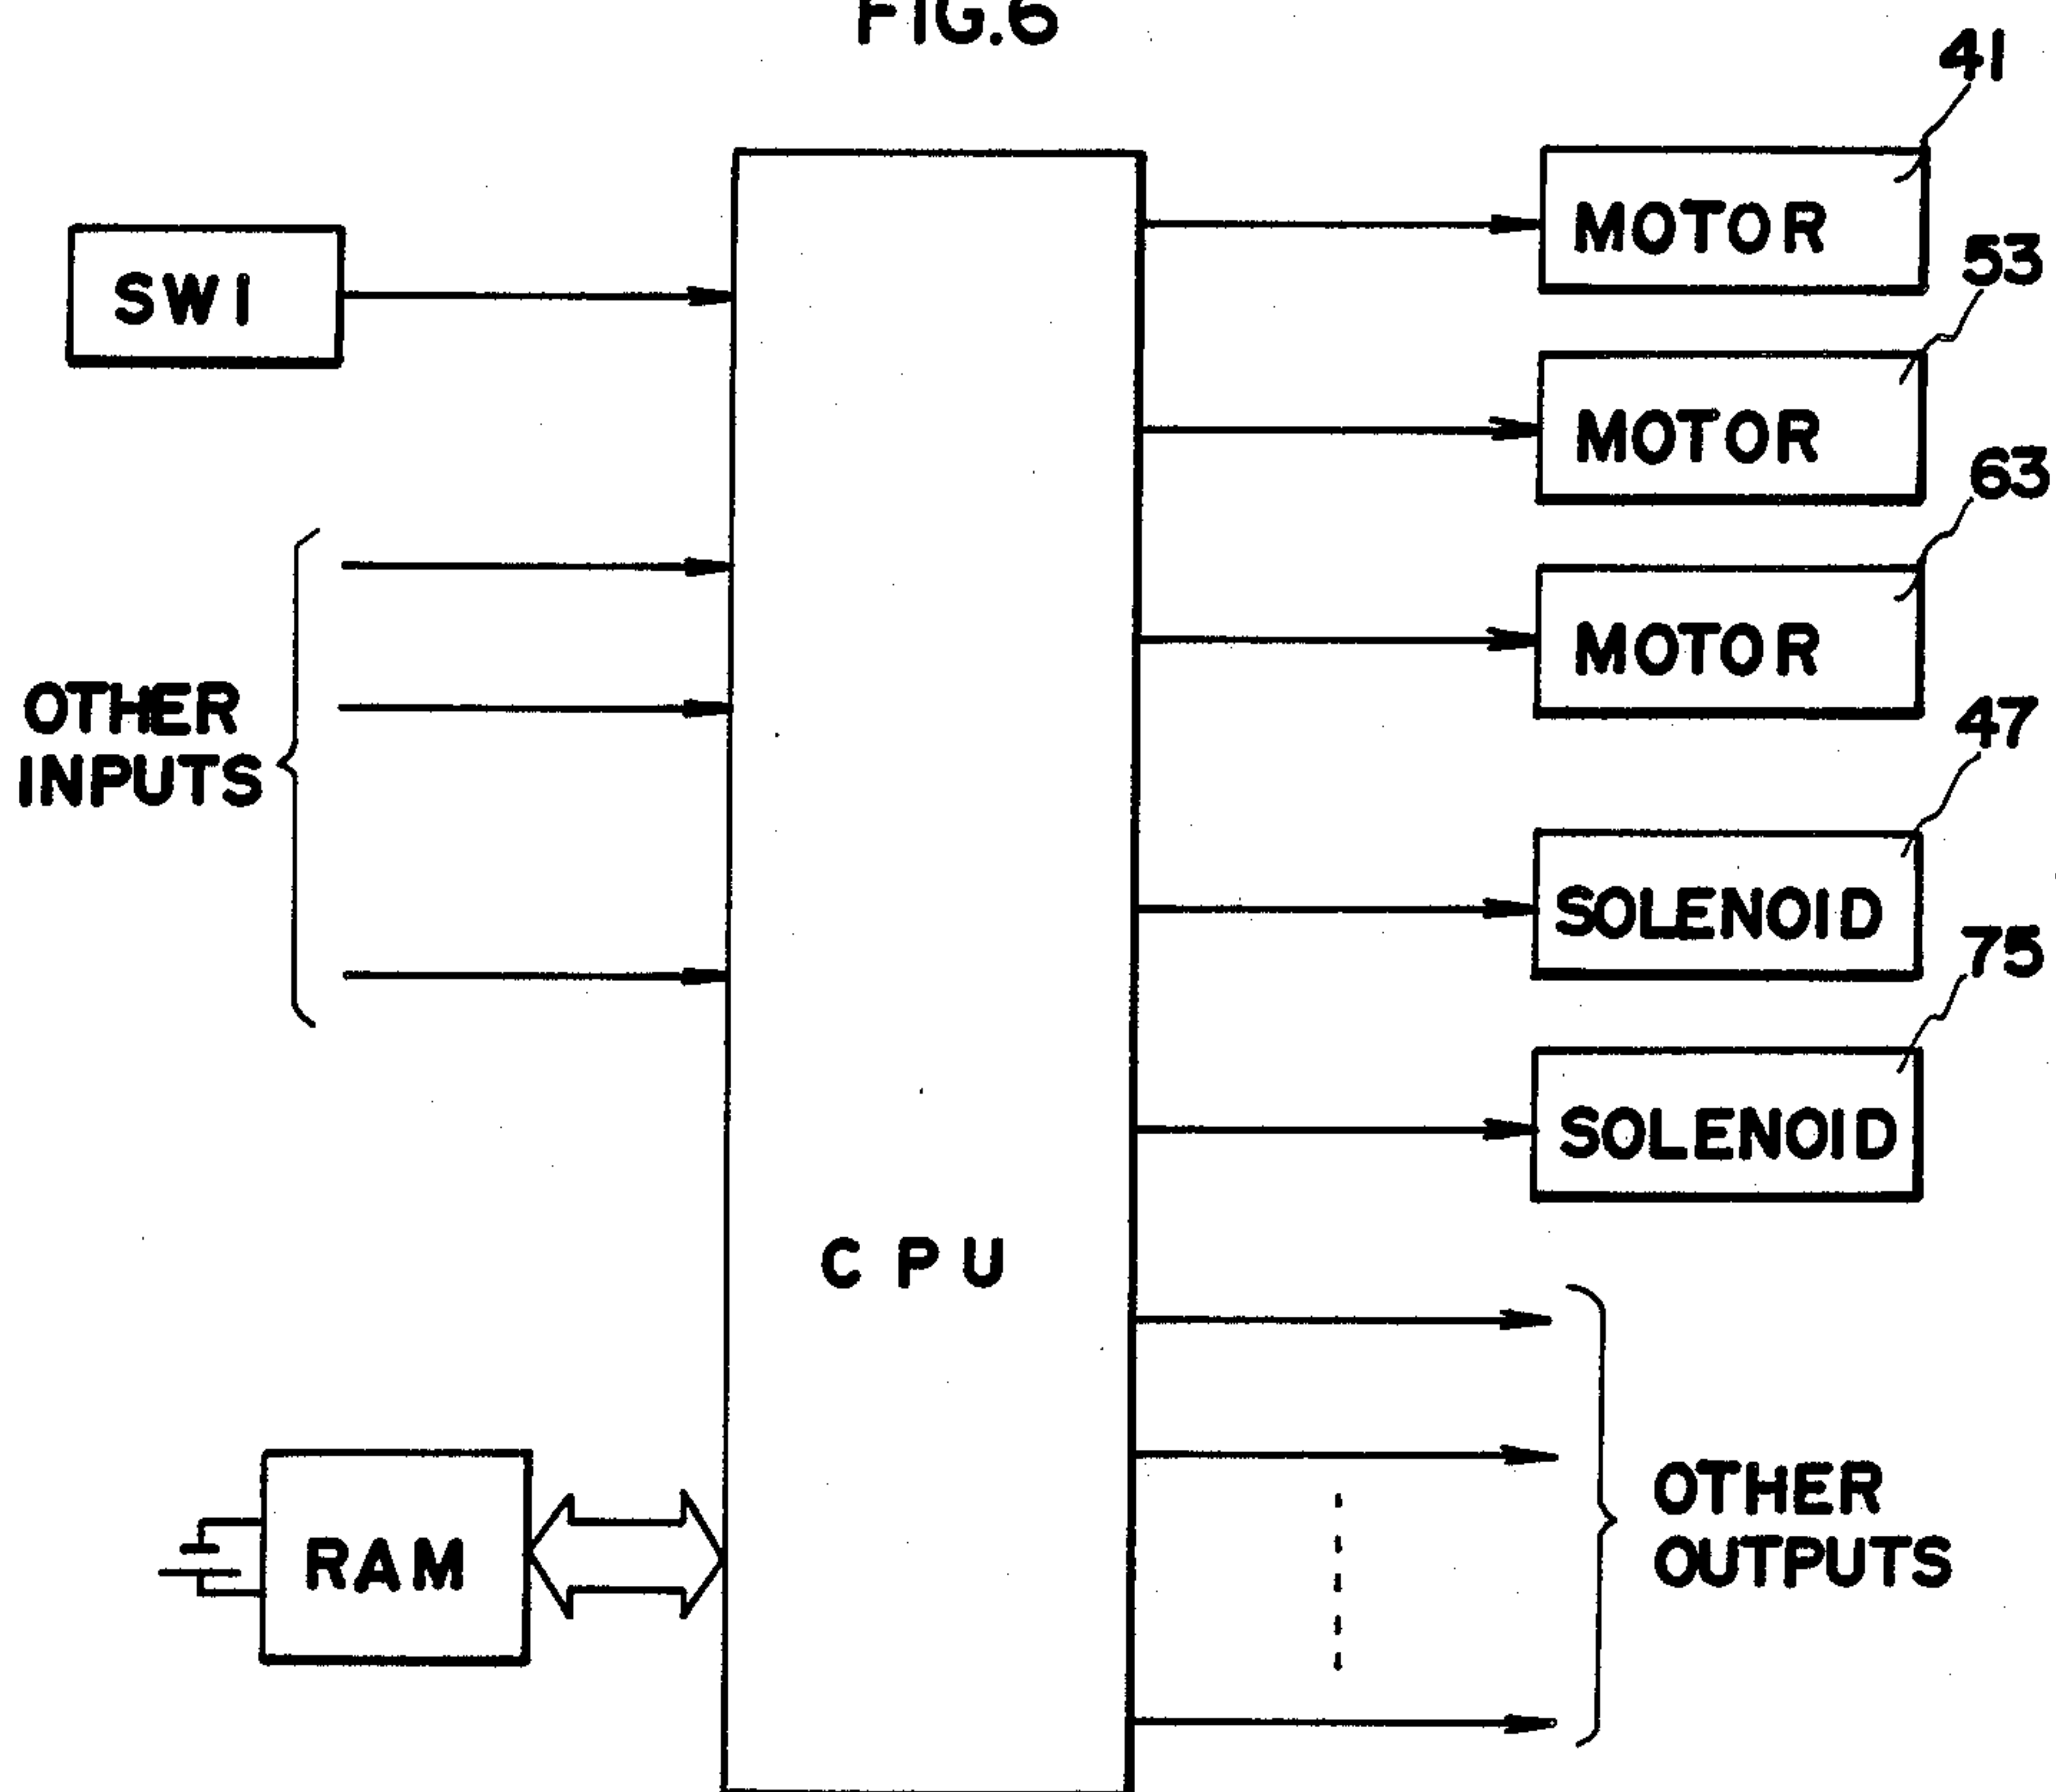 FIG.6
41
MOTOR
SW1
53
MOTOR
63
MOTOR
OTHER
INPUTS
47
SOLENOID
75
SOLENOID
CPU
OTHER
OUTPUTS
RAM